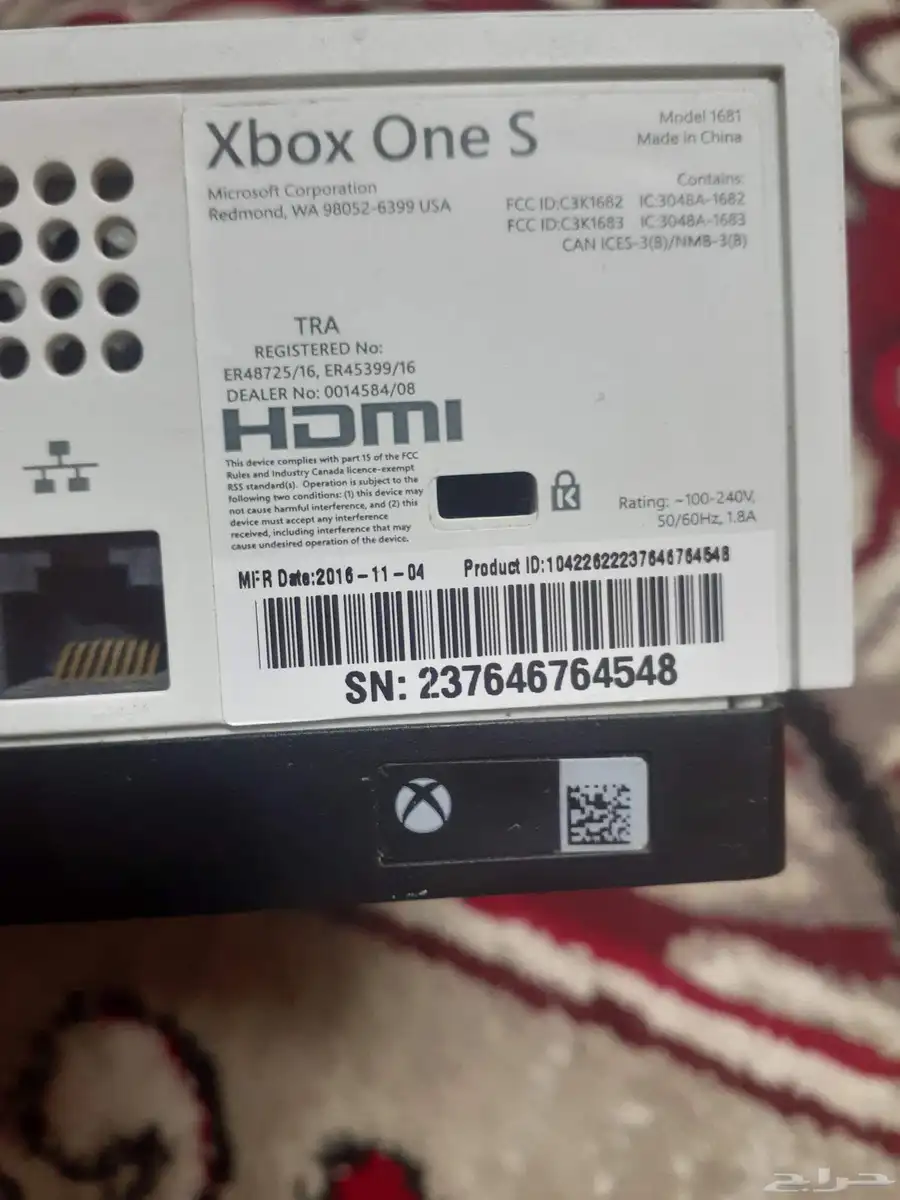 Xbox One S
Model 1681
Made in China
Microsoft Corporation
Redmond, WA 98052-6399 USA
Contains:
FCC ID:C3K1682 IC:3048A-1682
FCC ID:C3K1683 IC:3048A-1683
CAN ICES-3(B)/NMB-3(B)
TRA
REGISTERED No:
ER48725/16, ER45399/16
DEALER No: 0014584/08
HDMI
This device complies with part 15 of the FCC
Rules and Industry Canada licence-exempt
RSS standard(s). Operation is subject to the
following two conditions: (1) this device may
not cause harmful interference, and (2) this
device must accept any interference
received, including interference that may
cause undesired operation of the device.
Rating: ~100-240V,
50/60Hz, 1.8A
MFR Date:2016-11-04
Product ID:10422622237646764548
SN: 237646764548
حراج